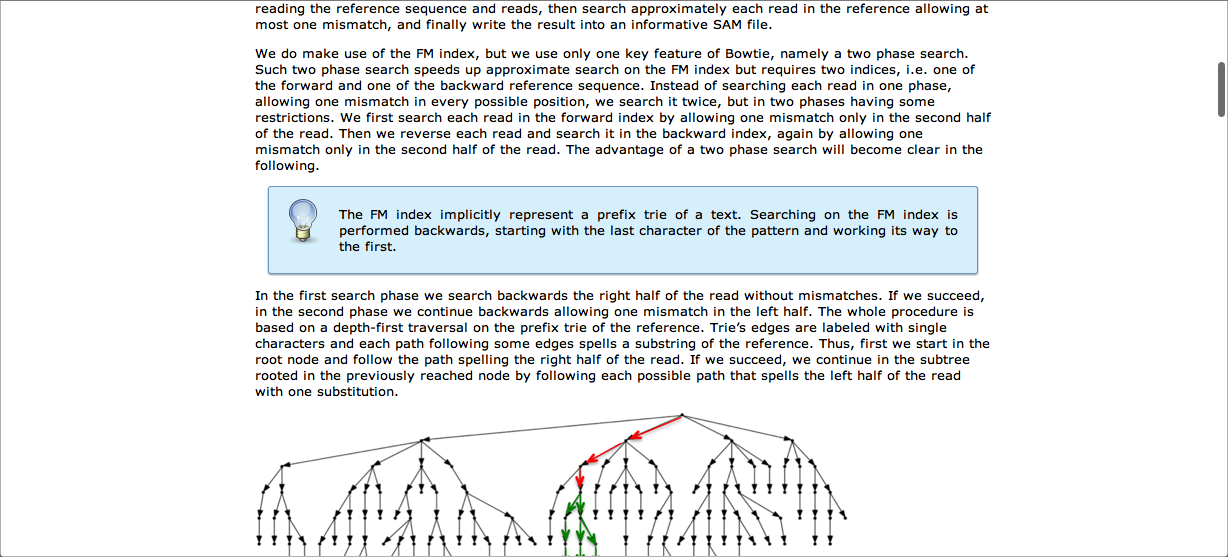 reading the reference sequence and reads, then search approximately each read in the reference allowing at
most one mismatch, and finally write the result into an informative SAM file.
We do make use of the FM index, but we use only one key feature of Bowtie, namely a two phase search.
Such two phase search speeds up approximate search on the FM index but requires two indices, i.e. one of
the forward and one of the backward reference sequence. Instead of searching each read in one phase,
allowing one mismatch in every possible position, we search it twice, but in two phases having some
restrictions. We first search each read in the forward index by allowing one mismatch only in the second half
of the read. Then we reverse each read and search it in the backward index, again by allowing one
mismatch only in the second half of the read. The advantage of a two phase search will become clear in the
following.
The FM index implicitly represent a prefix trie of a text. Searching on the FM index is
performed backwards, starting with the last character of the pattern and working its way to
the first.
In the first search phase we search backwards the right half of the read without mismatches. If we succeed,
in the second phase we continue backwards allowing one mismatch in the left half. The whole procedure is
based on a depth-first traversal on the prefix trie of the reference. Trie’s edges are labeled with single
characters and each path following some edges spells a substring of the reference. Thus, first we start in the
root node and follow the path spelling the right half of the read. If we succeed, we continue in the subtree
rooted in the previously reached node by following each possible path that spells the left half of the read
with one substitution.